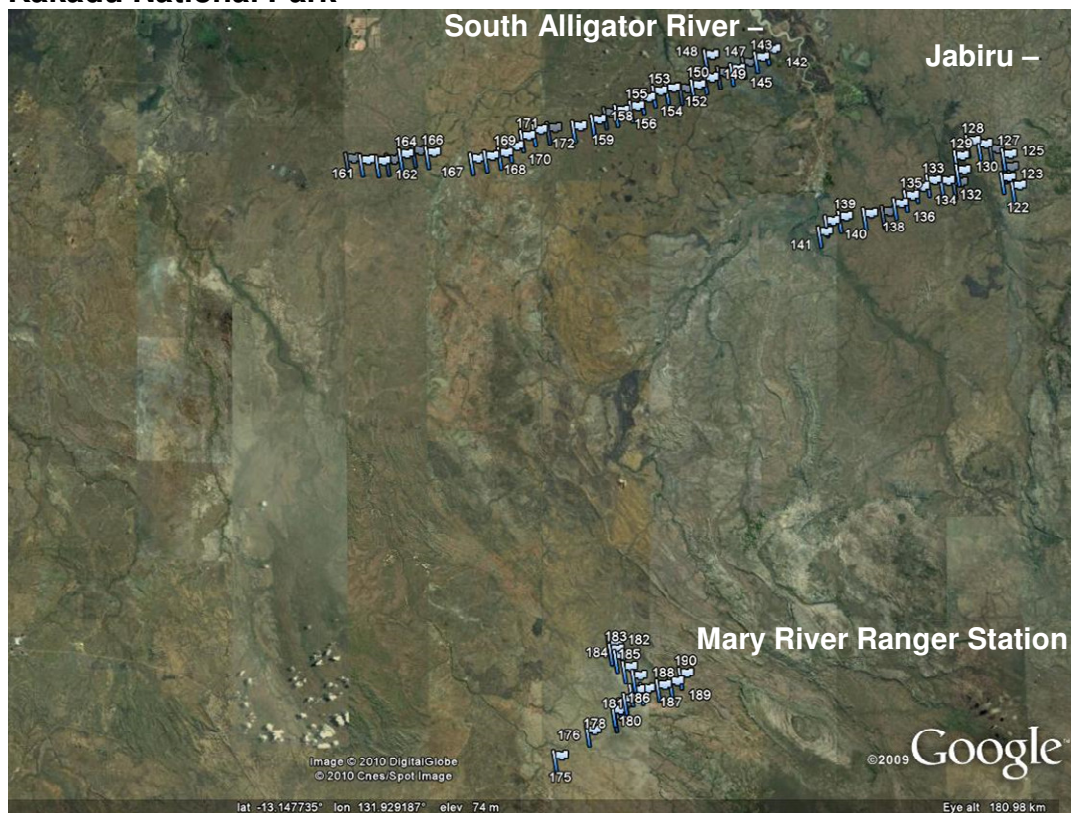 Kakadu National Park
South Alligator River –
Jabiru –
148 147 143 142
150 149 145
153 152
155 154
158 156
171 159
172
164 166 169 170
161 162 167 168
128 127 125
129 130 123
133 132 122
135 134
139 136
140 138
141
183 182
184 185
190
188 189
186 187
181 180
176 178
175
Mary River Ranger Station
Image © 2010 DigitalGlobe
© 2010 Cnes/Spot Image
©2009 Google™
lat -13.147735° lon 131.929187° elev 74 m
Eye alt 180.98 km